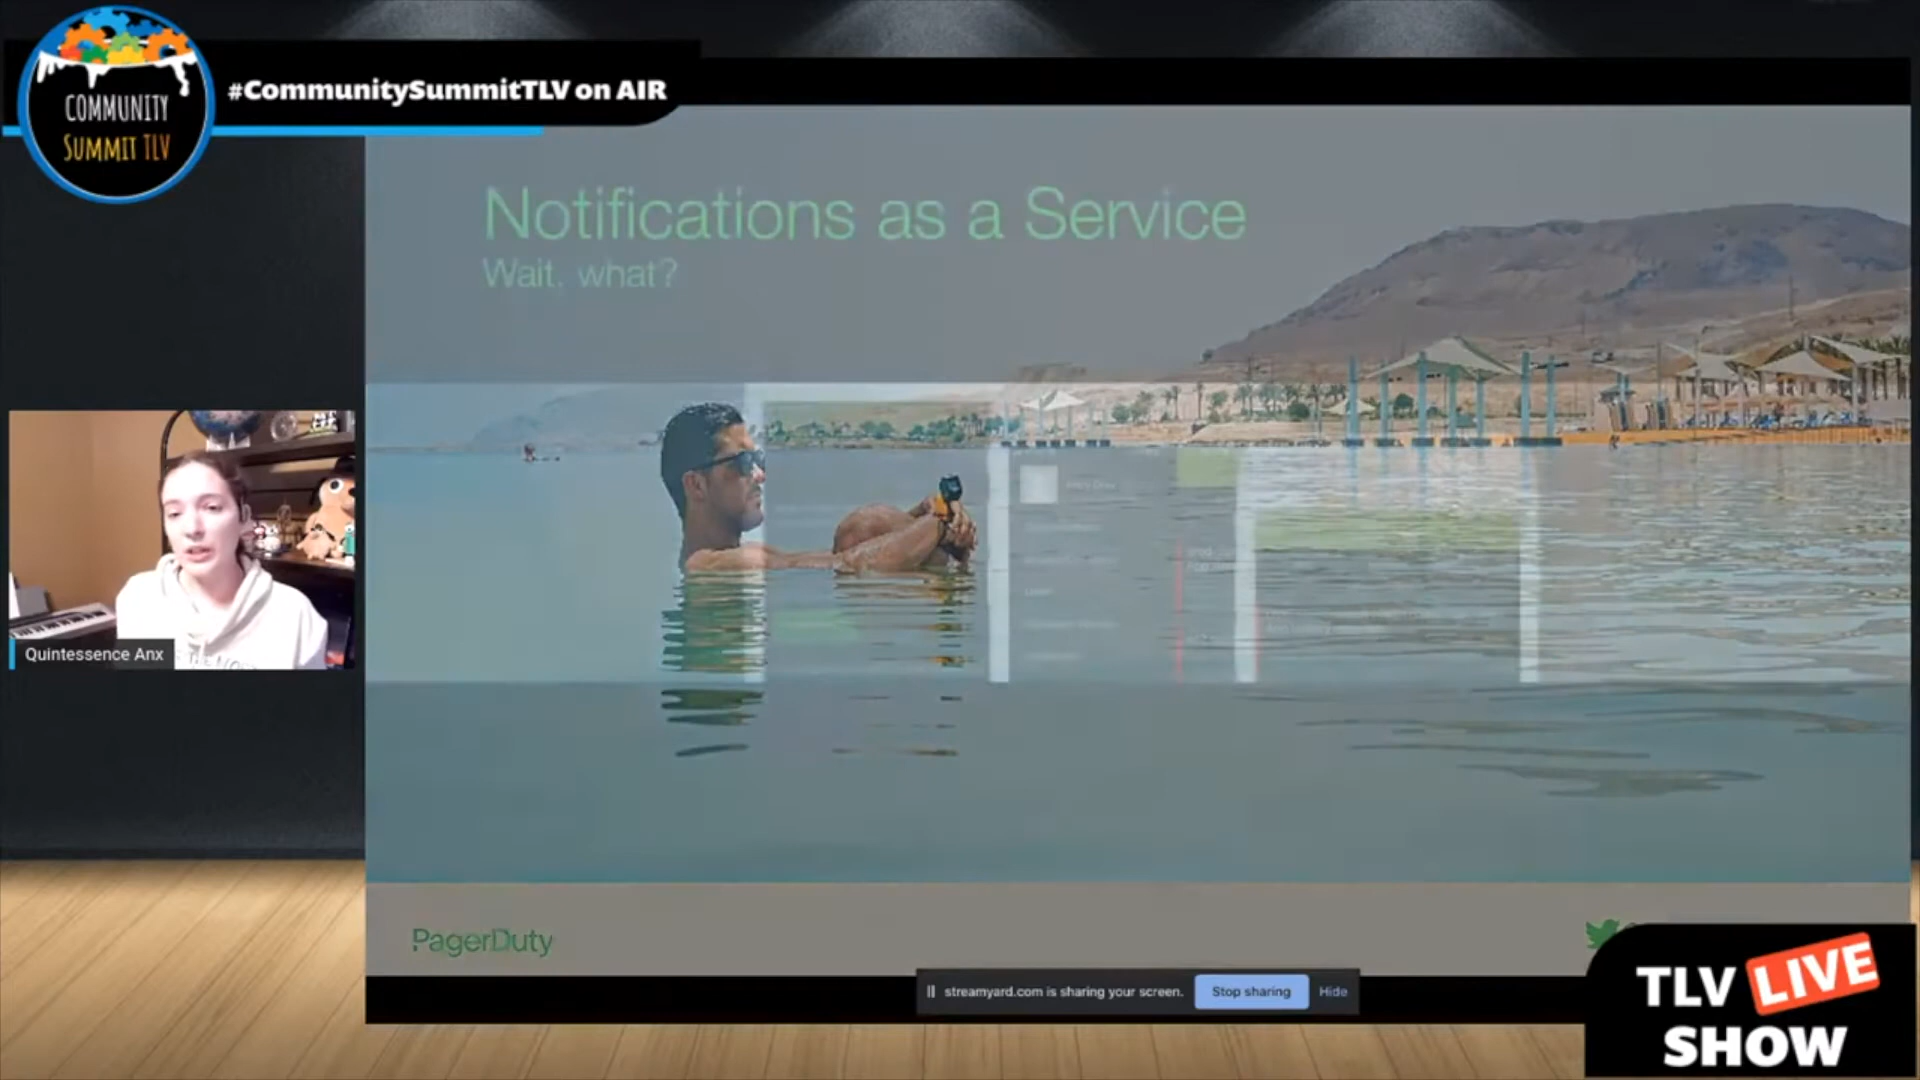 COMMUNITY
SUMMIT TLV
#CommunitySummitTLV on AIR
Notifications as a Service
Wait, what?
Quintessence Anx
PagerDuty
streamyard.com is sharing your screen.
Stop sharing
Hide
TLV LIVE
SHOW